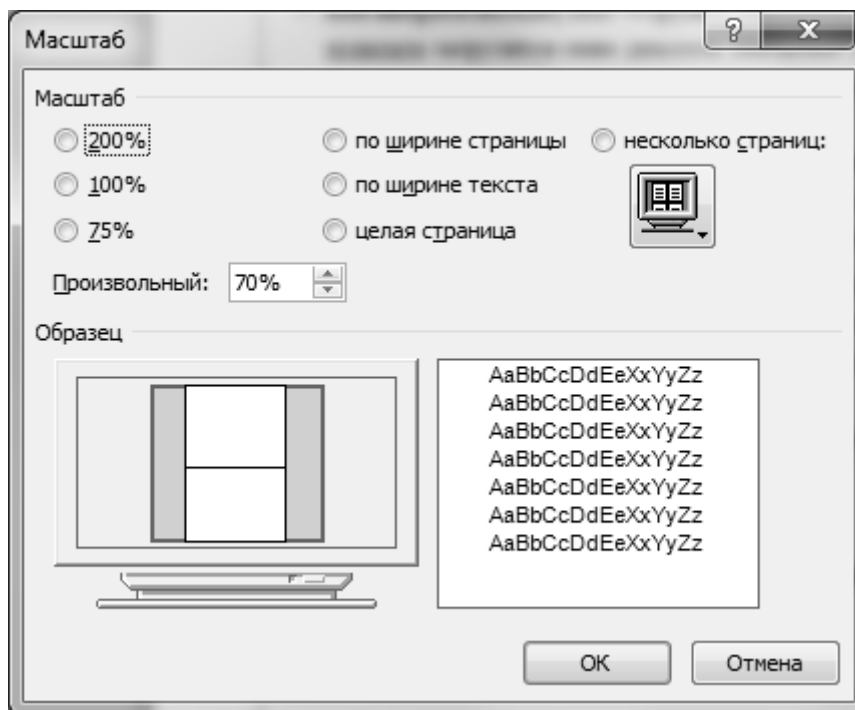 Масштаб
Масштаб
200% по ширине страницы несколько страниц:
100% по ширине текста
75% целая страница
Произвольный: 70%
Образец
AaBbCcDdEeXxYyZz
AaBbCcDdEeXxYyZz
AaBbCcDdEeXxYyZz
AaBbCcDdEeXxYyZz
AaBbCcDdEeXxYyZz
AaBbCcDdEeXxYyZz
AaBbCcDdEeXxYyZz
ОК Отмена